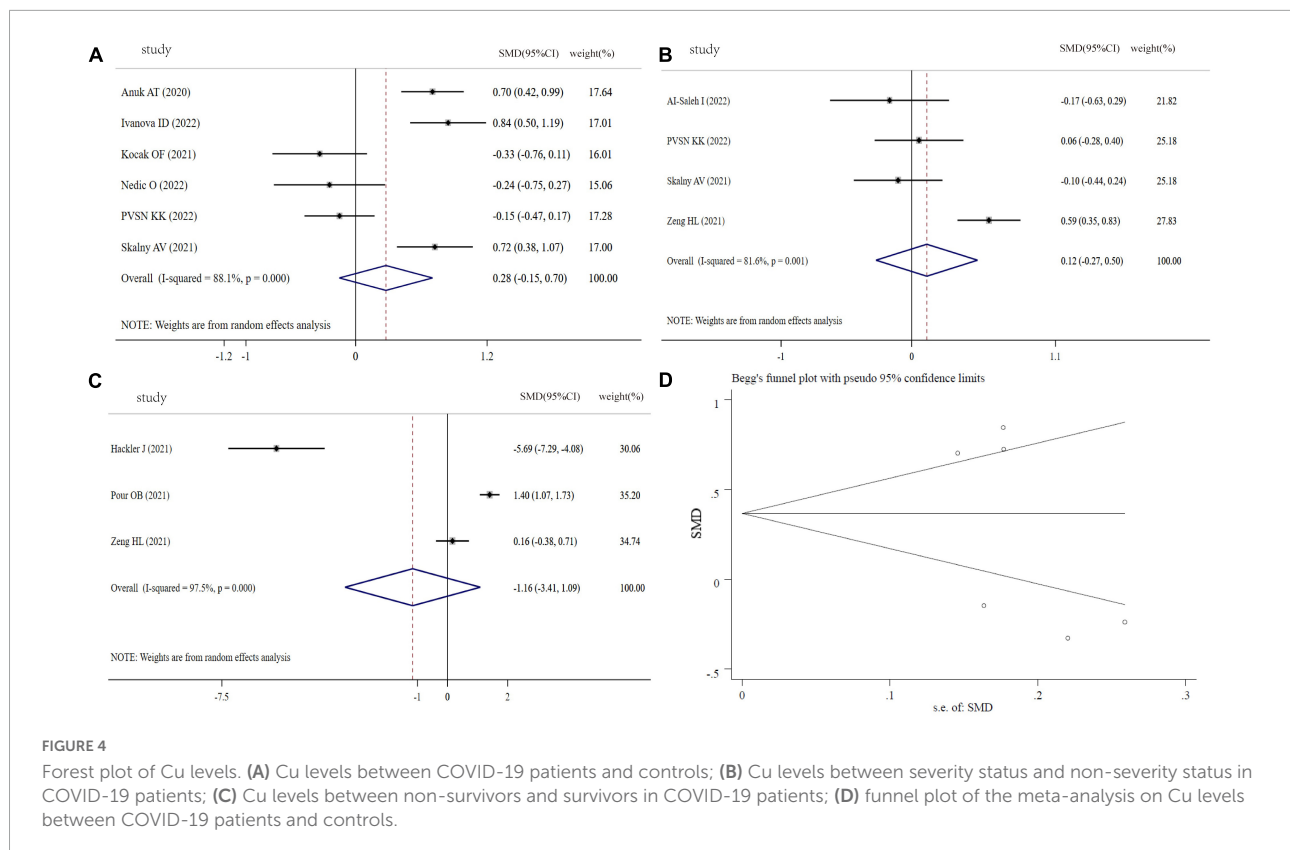 A
study
SMD(95%CI) weight(%)
Anuk AT (2020) 0.70 (0.42, 0.99) 17.64
Ivanova ID (2022) 0.84 (0.50, 1.19) 17.01
Kocak OF (2021) -0.33 (-0.76, 0.11) 16.01
Nedic O (2022) -0.24 (-0.75, 0.27) 15.06
PVSN KK (2022) -0.15 (-0.47, 0.17) 17.28
Skalny AV (2021) 0.72 (0.38, 1.07) 17.00
Overall (I-squared = 88.1%, p = 0.000) 0.28 (-0.15, 0.70) 100.00
NOTE: Weights are from random effects analysis
-1.2 -1 0 1.2
B
study
SMD(95%CI) weight(%)
AI-Saleh I (2022) -0.17 (-0.63, 0.29) 21.82
PVSN KK (2022) 0.06 (-0.28, 0.40) 25.18
Skalny AV (2021) -0.10 (-0.44, 0.24) 25.18
Zeng HL (2021) 0.59 (0.35, 0.83) 27.83
Overall (I-squared = 81.6%, p = 0.001) 0.12 (-0.27, 0.50) 100.00
NOTE: Weights are from random effects analysis
-1 0 1.1
C
study
SMD(95%CI) weight(%)
Hackler J (2021) -5.69 (-7.29, -4.08) 30.06
Pour OB (2021) 1.40 (1.07, 1.73) 35.20
Zeng HL (2021) 0.16 (-0.38, 0.71) 34.74
Overall (I-squared = 97.5%, p = 0.000) -1.16 (-3.41, 1.09) 100.00
NOTE: Weights are from random effects analysis
-7.5 -1 0 2
D
Begg's funnel plot with pseudo 95% confidence limits
1
.5
0
-.5
SMD
0 .1 .2 .3
s.e. of: SMD
FIGURE 4
Forest plot of Cu levels. (A) Cu levels between COVID-19 patients and controls; (B) Cu levels between severity status and non-severity status in
COVID-19 patients; (C) Cu levels between non-survivors and survivors in COVID-19 patients; (D) funnel plot of the meta-analysis on Cu levels
between COVID-19 patients and controls.